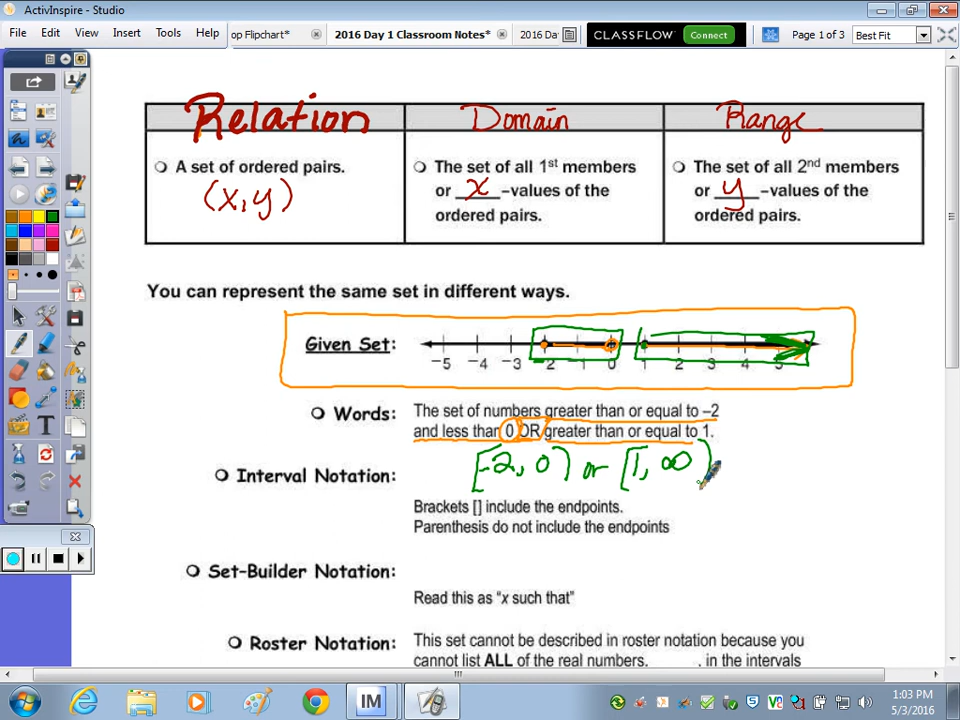 ActivInspire - Studio
File Edit View Insert Tools Help
op Flipchart* 2016 Day 1 Classroom Notes* 2016 Da CLASSFLOW Connect Page 1 of 3 Best Fit
Relation Domain Range
A set of ordered pairs.
(x, y)
The set of all 1st members
or x -values of the
ordered pairs.
The set of all 2nd members
or y -values of the
ordered pairs.
You can represent the same set in different ways.
Given Set:
-5 -4 -3 -2 -1 0 1 2 3 4 5
Words: The set of numbers greater than or equal to –2
and less than 0 OR greater than or equal to 1.
[-2, 0) or [1, ∞)
Interval Notation:
Brackets [] include the endpoints.
Parenthesis do not include the endpoints
Set-Builder Notation:
Read this as "x such that"
Roster Notation: This set cannot be described in roster notation because you
cannot list ALL of the real numbers. in the intervals
IM
V2
1:03 PM
5/3/2016